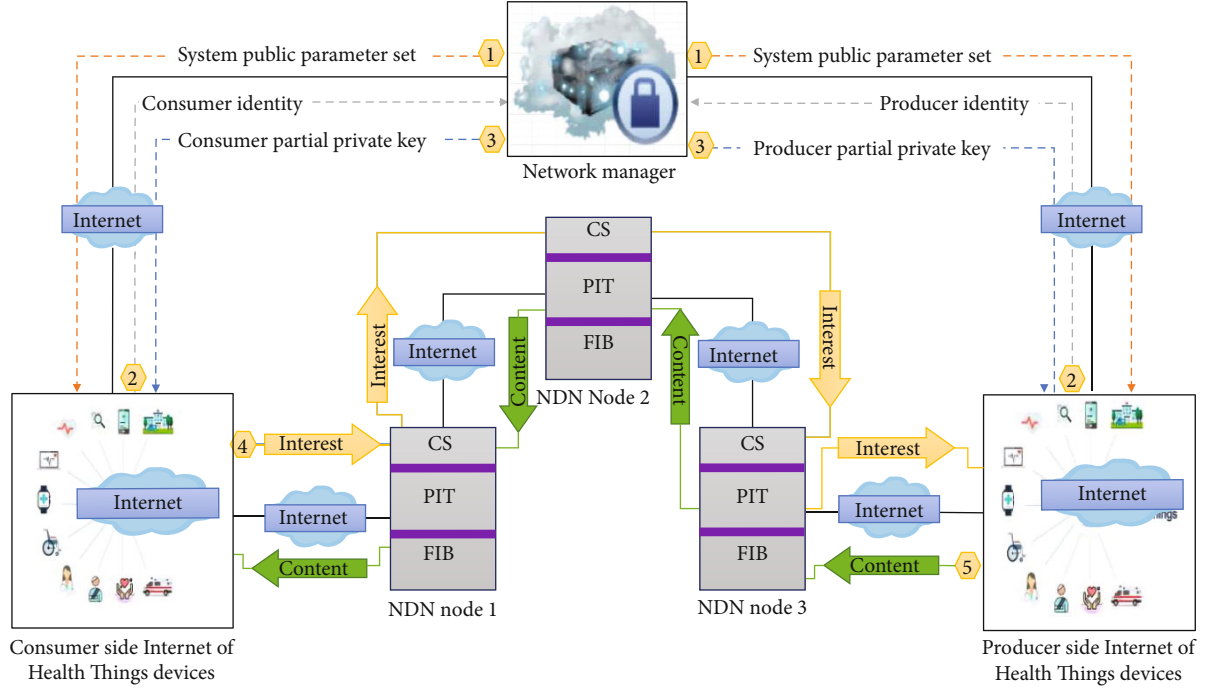 System public parameter set
1
1
System public parameter set
Consumer identity
Producer identity
Consumer partial private key
3
3
Producer partial private key
Network manager
Internet
Internet
CS
PIT
FIB
NDN Node 2
Interest
Content
Internet
Content
Internet
Interest
2
2
4
Interest
CS
PIT
FIB
NDN node 1
CS
PIT
FIB
NDN node 3
Interest
Internet
Internet
Content
Internet
Content
5
Internet
Consumer side Internet of
Health Things devices
Producer side Internet of
Health Things devices